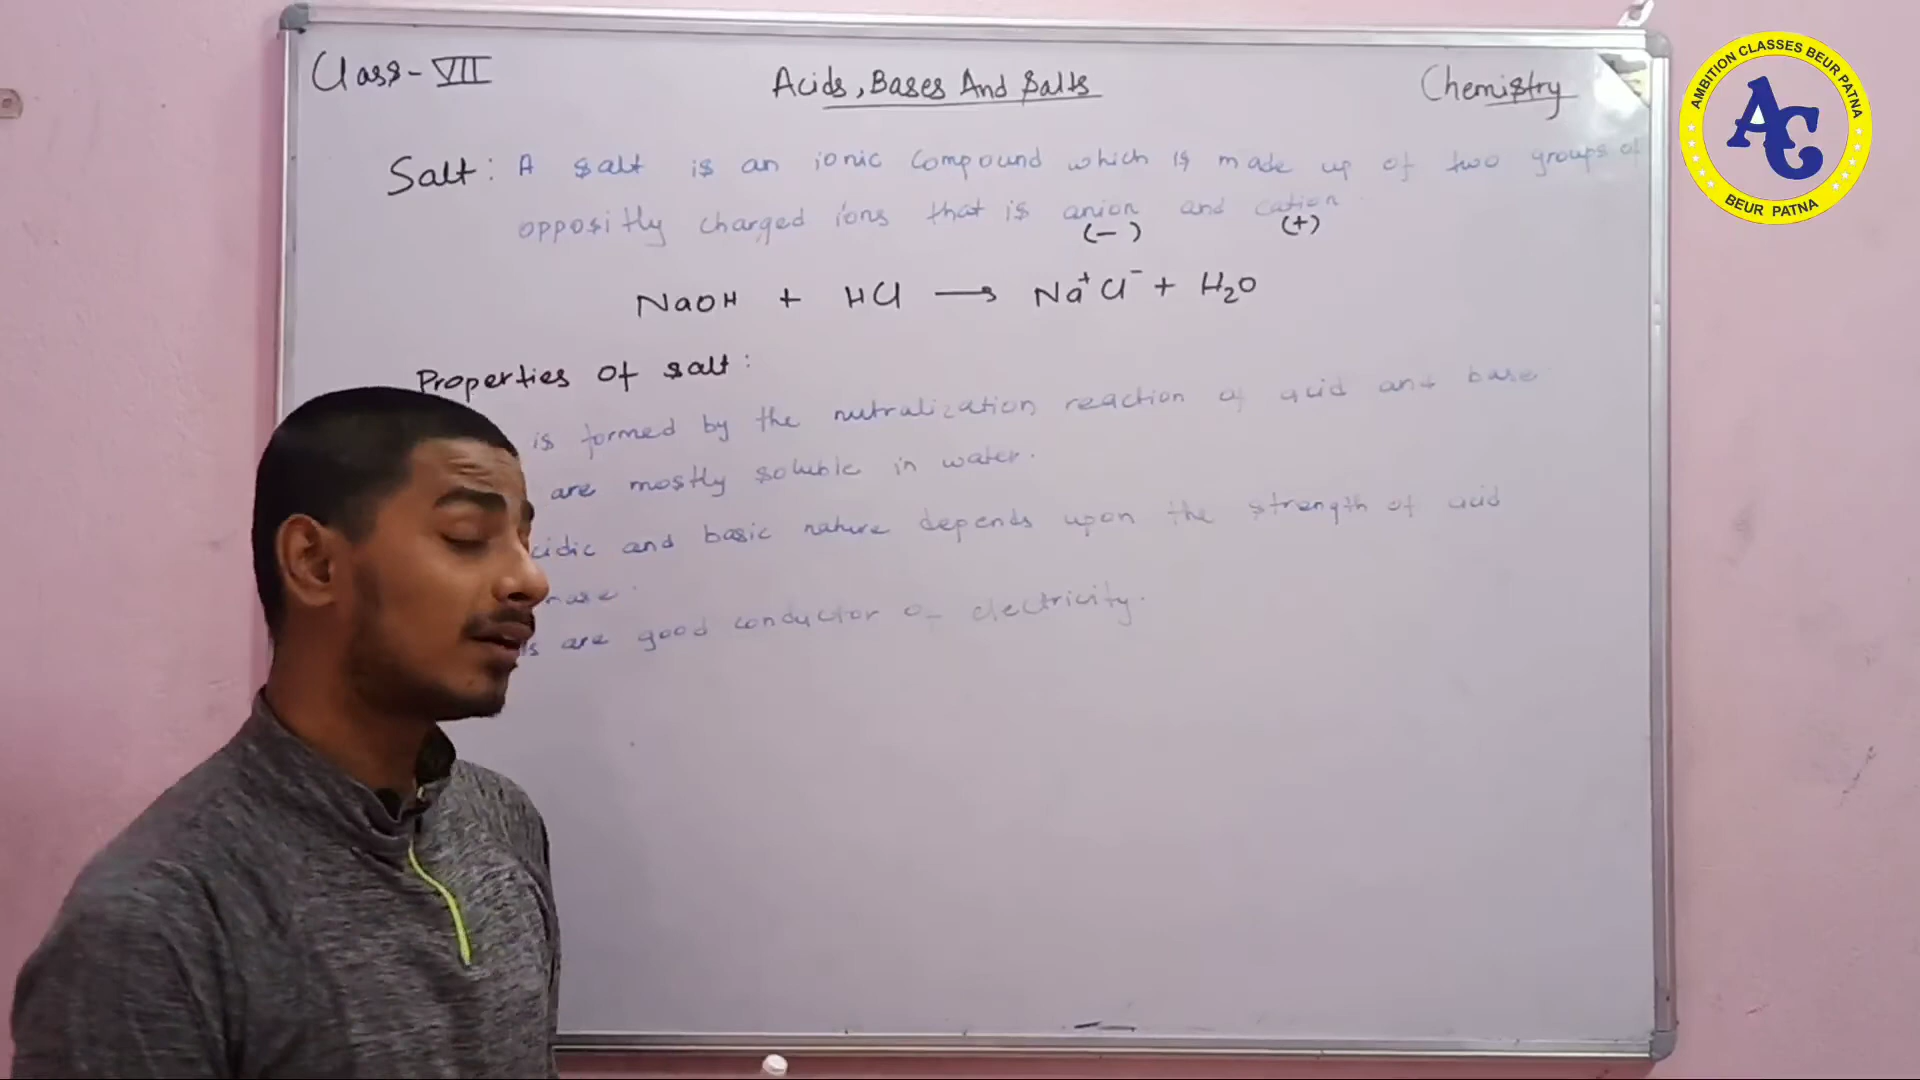 Class - VII
Acids, Bases And Salts
Chemistry
AMBITION CLASSES BEUR PATNA
AC
BEUR PATNA
Salt: A salt is an ionic compound which is made up of two groups of
oppositly charged ions that is anion and cation
(-) (+)
NaOH + HCl → Na⁺Cl⁻ + H₂O
Properties of salt:
is formed by the nutralization reaction of acid and base
are mostly soluble in water.
cidic and basic nature depends upon the strength of acid
are good conductor of electricity.